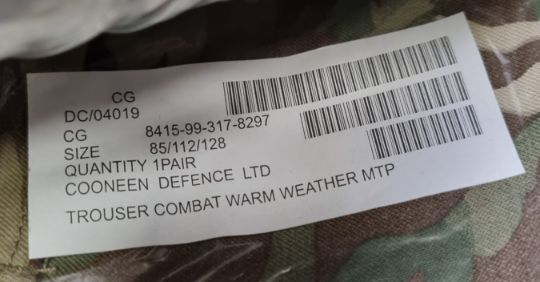 CG
DC/04019
CG 8415-99-317-8297
SIZE 85/112/128
QUANTITY 1PAIR
COONEEN DEFENCE LTD
TROUSER COMBAT WARM WEATHER MTP